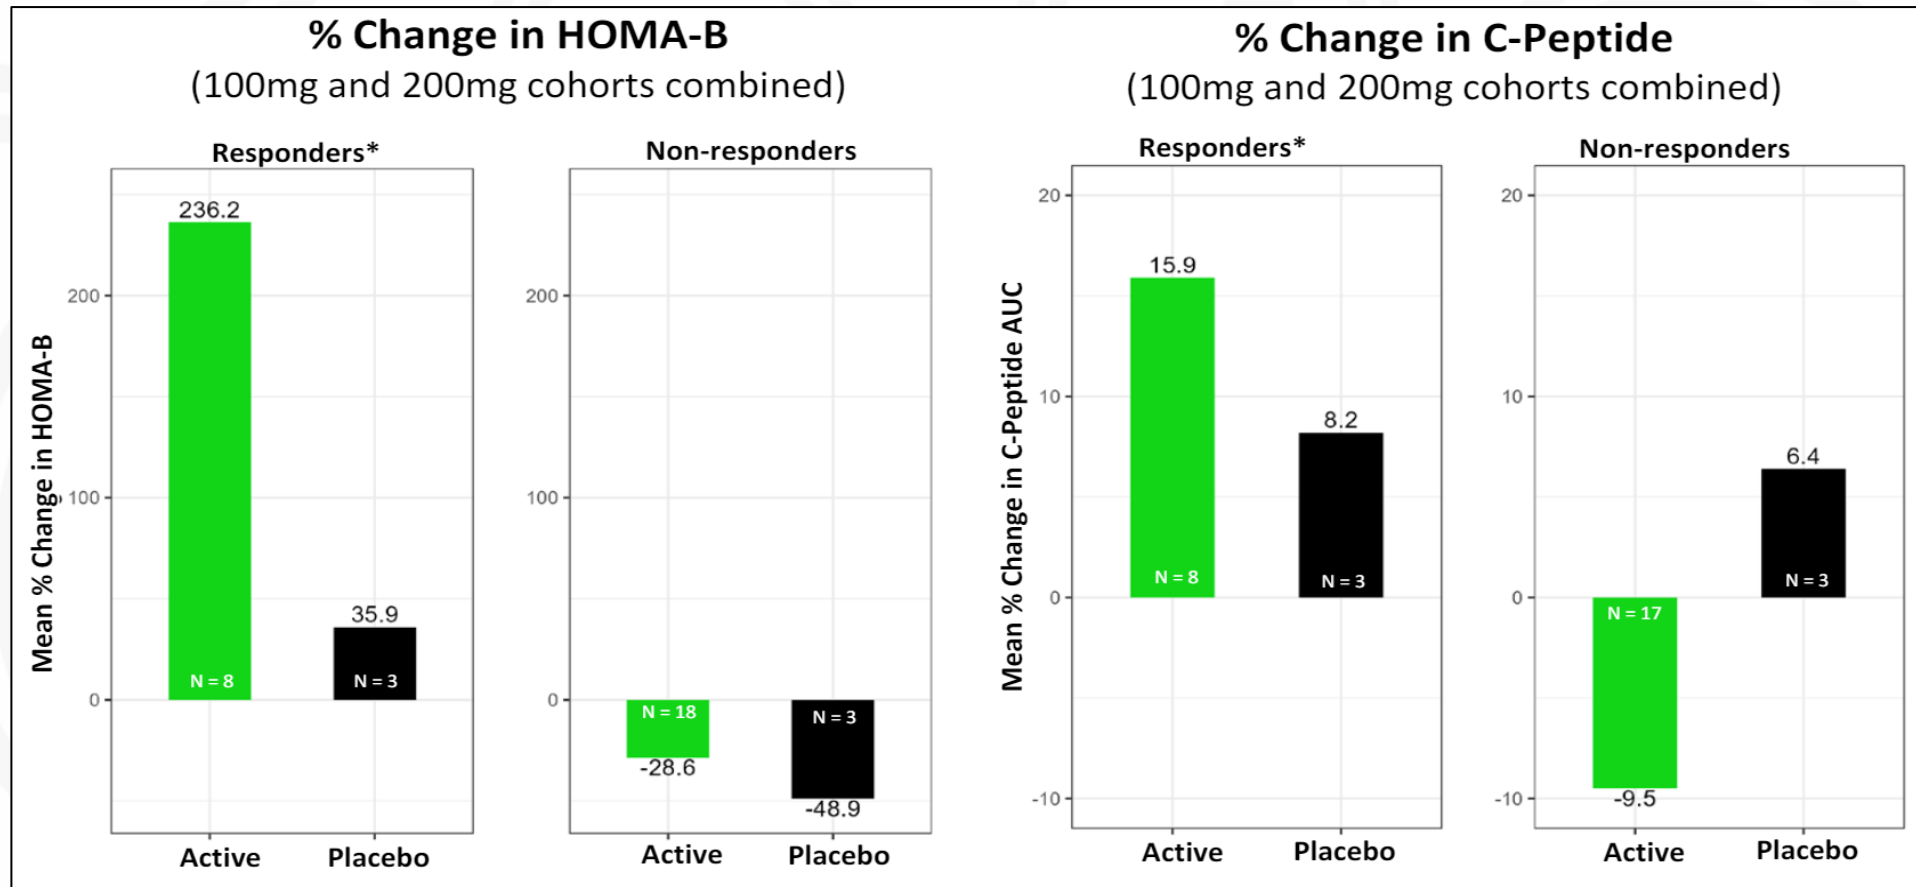 % Change in HOMA-B
(100mg and 200mg cohorts combined)
Responders*
Non-responders
Mean % Change in HOMA-B
200
100
0
236.2
N = 8
35.9
N = 3
Active
Placebo
200
100
0
N = 18
-28.6
N = 3
-48.9
Active
Placebo
% Change in C-Peptide
(100mg and 200mg cohorts combined)
Responders*
Non-responders
Mean % Change in C-Peptide AUC
20
10
0
-10
15.9
N = 8
8.2
N = 3
Active
Placebo
20
10
0
-10
N = 17
-9.5
6.4
N = 3
Active
Placebo